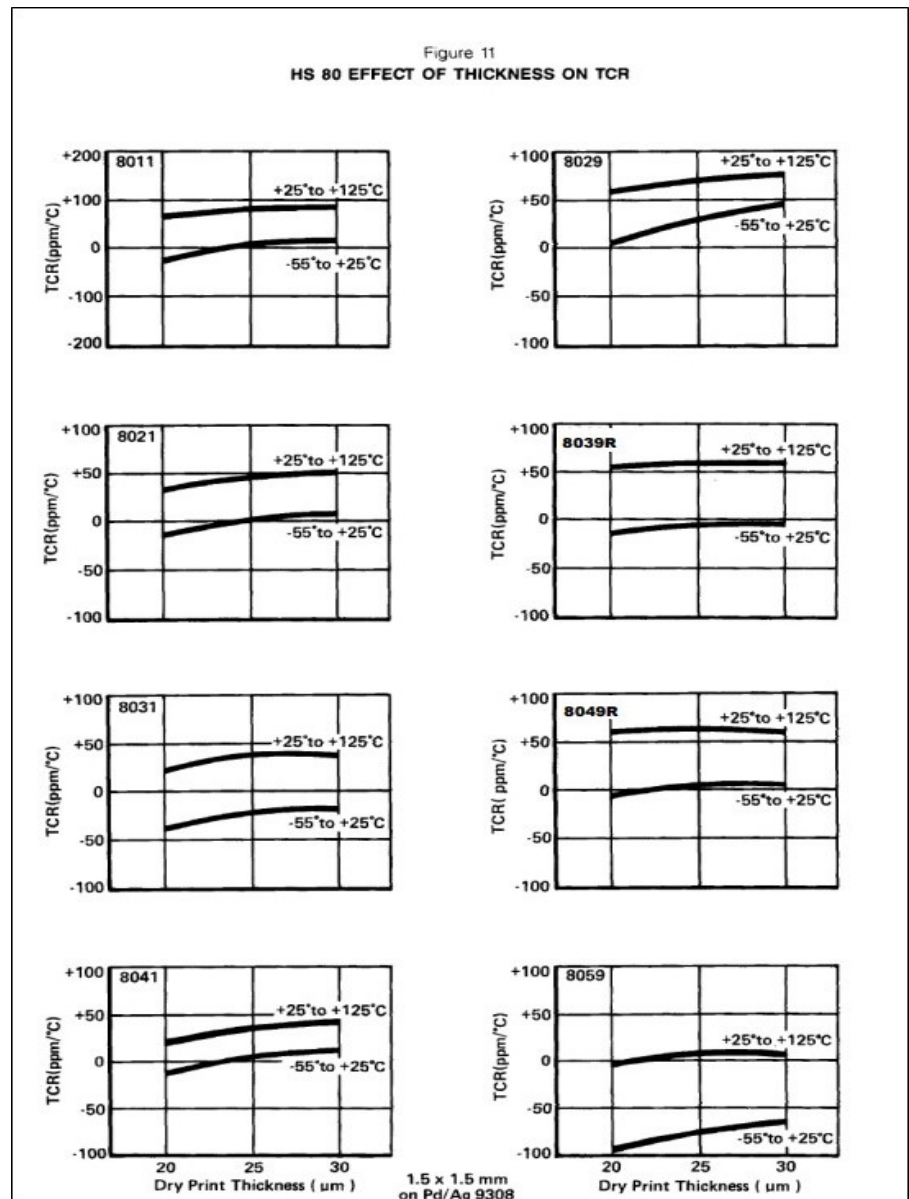 Figure 11
HS 80 EFFECT OF THICKNESS ON TCR
8011
+200
+100
0
-100
-200
TCR(ppm/°C)
+25°to +125°C
-55°to +25°C
8029
+100
+50
0
-50
-100
TCR(ppm/°C)
+25°to +125°C
-55°to +25°C
8021
+100
+50
0
-50
-100
TCR(ppm/°C)
+25°to +125°C
-55°to +25°C
8039R
+100
+50
0
-50
-100
TCR(ppm/°C)
+25°to +125°C
-55°to +25°C
8031
+100
+50
0
-50
-100
TCR(ppm/°C)
+25°to +125°C
-55°to +25°C
8049R
+100
+50
0
-50
-100
TCR( ppm/°C)
+25°to +125°C
-55°to +25°C
8041
+100
+50
0
-50
-100
TCR(ppm/°C)
+25°to +125°C
-55°to +25°C
20 25 30
Dry Print Thickness ( μm )
8059
+100
+50
0
-50
-100
TCR(ppm/°C)
+25°to +125°C
-55°to +25°C
20 25 30
Dry Print Thickness ( μm )
1.5 x 1.5 mm
on Pd/Ag 9308